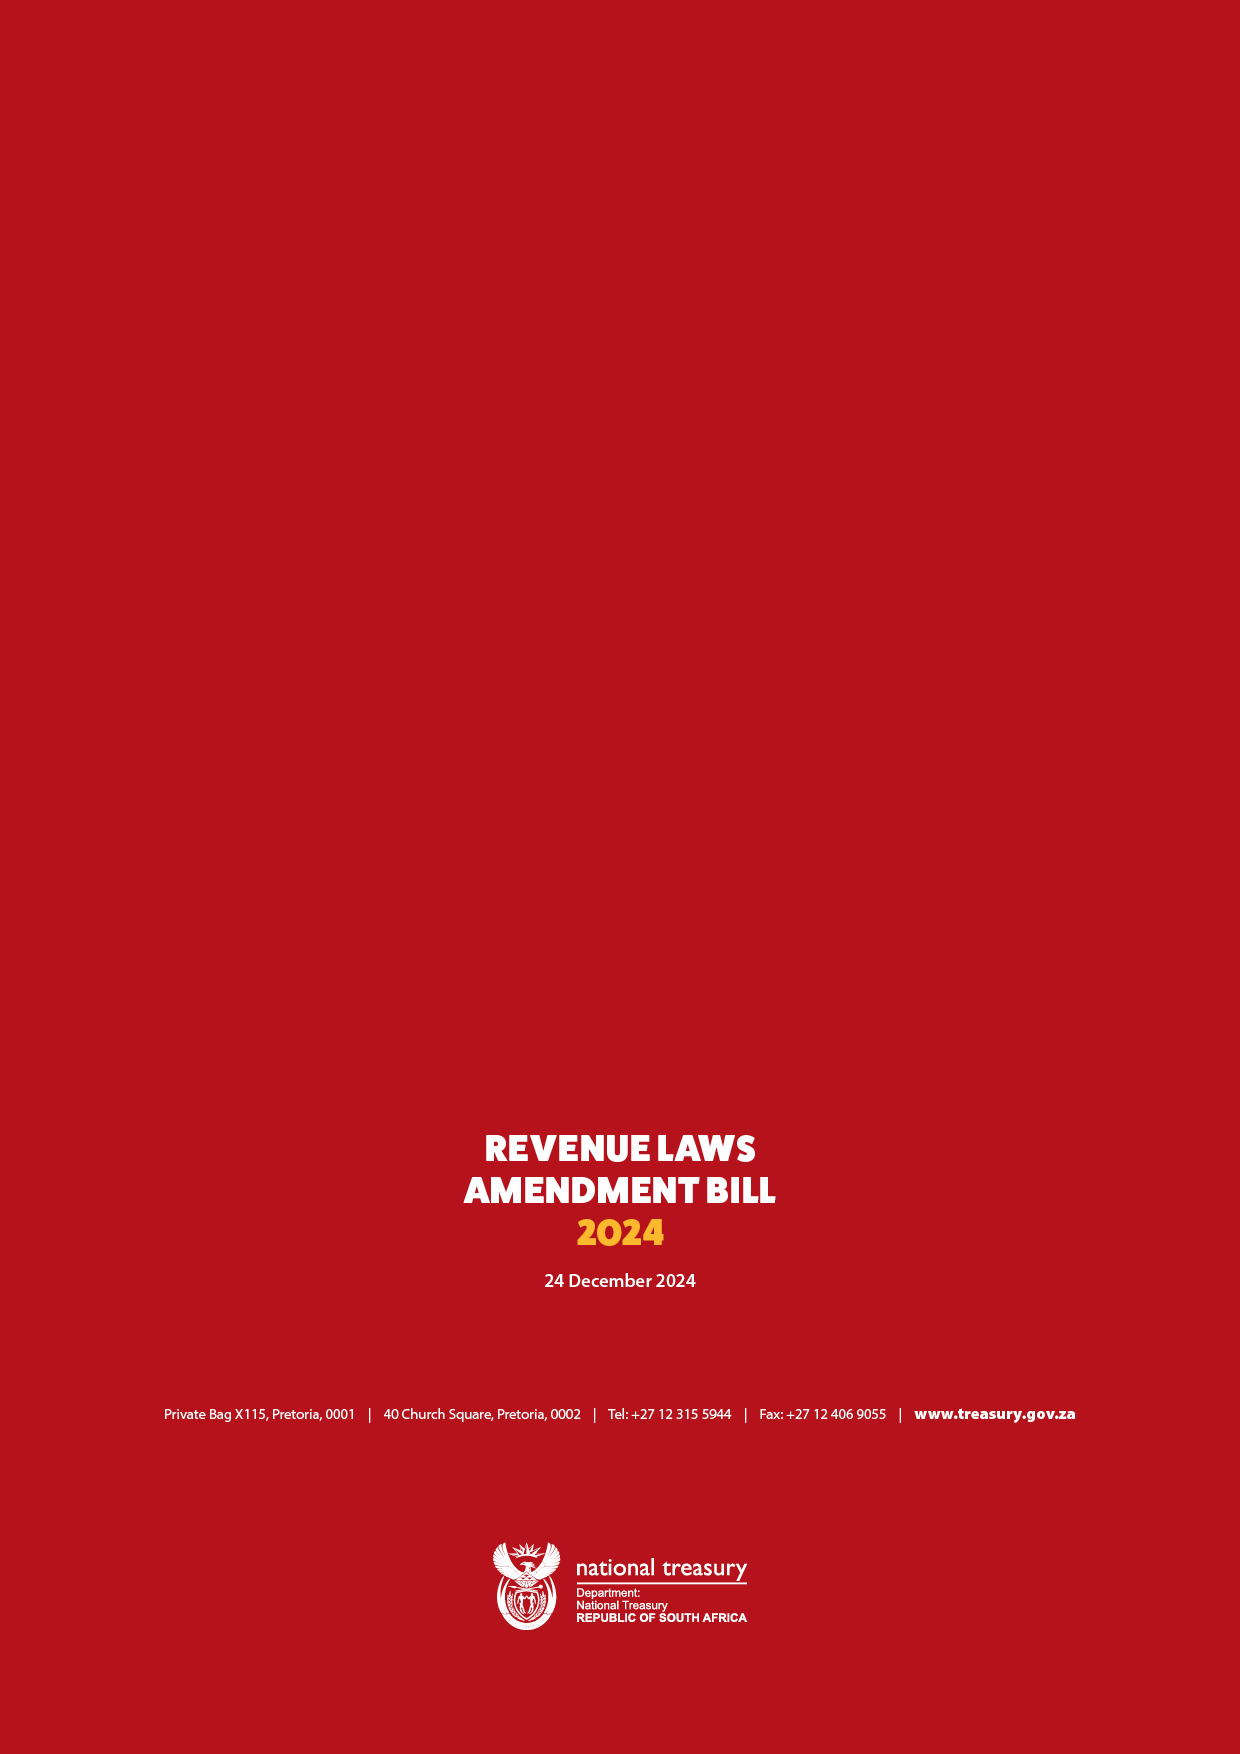 REVENUE LAWS
AMENDMENT BILL
2024
24 December 2024
Private Bag X115, Pretoria, 0001 | 40 Church Square, Pretoria, 0002 | Tel: +27 12 315 5944 | Fax: +27 12 406 9055 | www.treasury.gov.za
national treasury
Department:
National Treasury
REPUBLIC OF SOUTH AFRICA